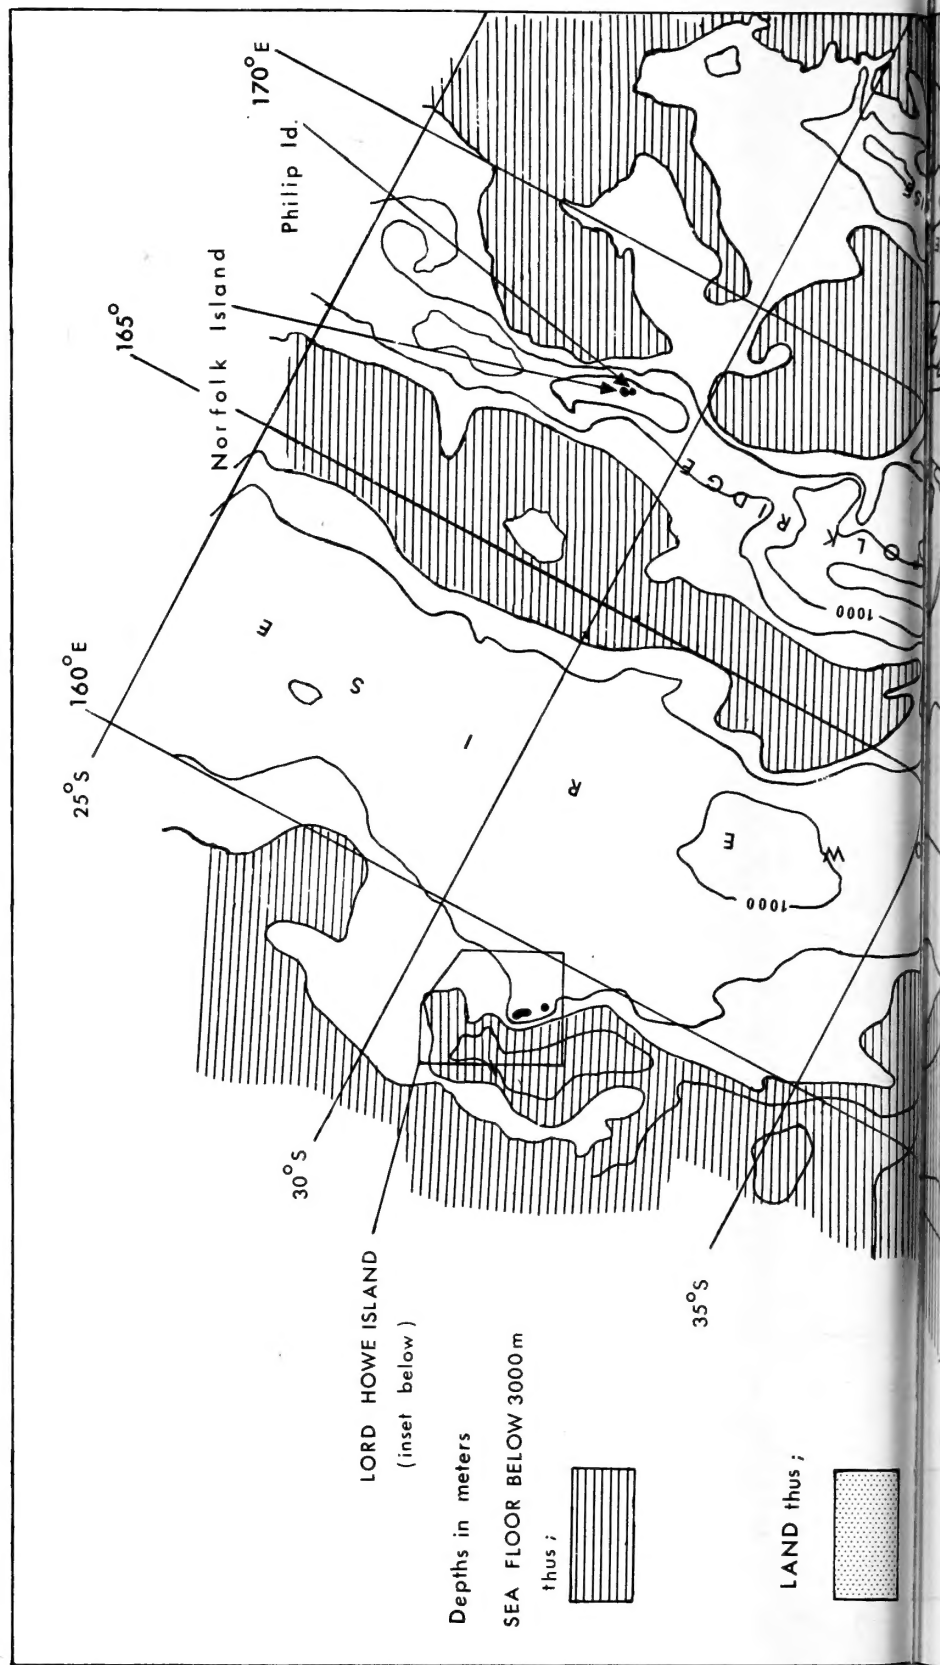 25°S
160°E
165°
Norfolk Island
Philip Id.
170°E
30°S
LORD HOWE ISLAND
(inset below)
35°S
Depths in meters
SEA FLOOR BELOW 3000m
thus;
LAND thus;
E
S
I
R
E
W
1000
E
G
D
I
R
K
L
O
1000